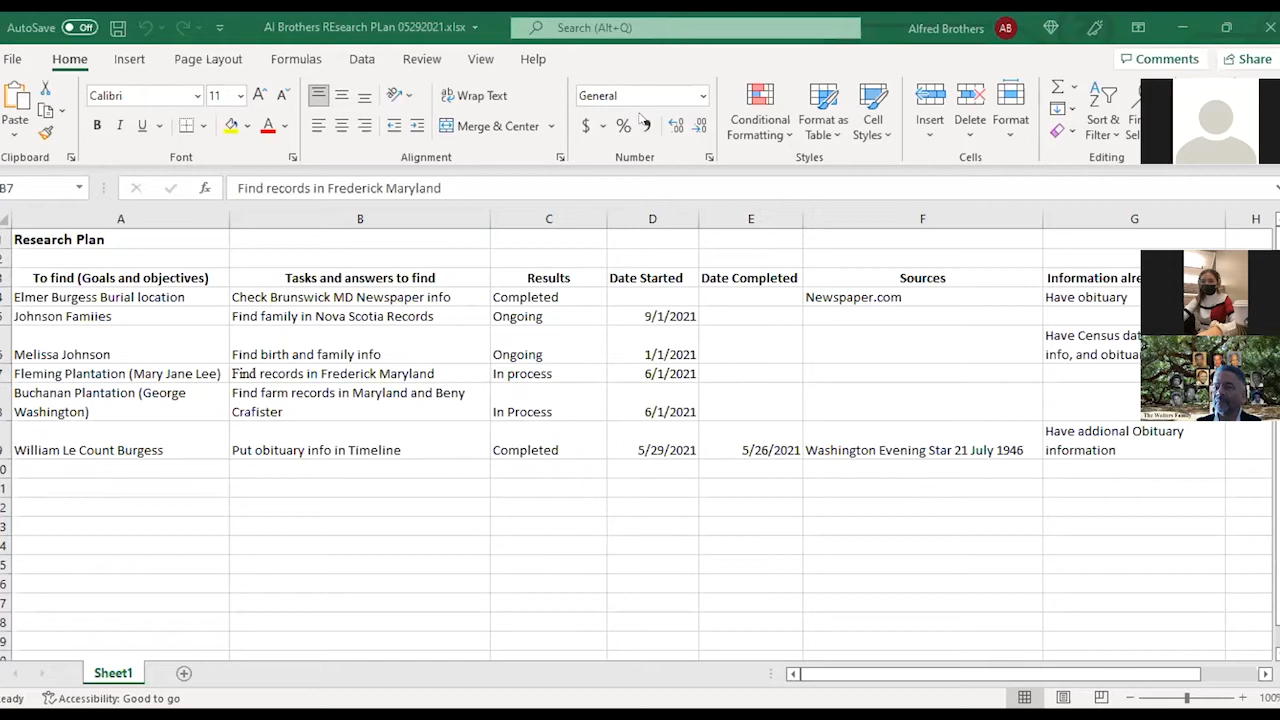 AutoSave Off
Al Brothers REsearch PLan 05292021.xlsx
Search (Alt+Q)
Alfred Brothers AB
File Home Insert Page Layout Formulas Data Review View Help
Comments Share
Paste
Calibri 11
Wrap Text
General
B I U
Merge & Center
$ %
Conditional Formatting
Format as Table
Cell Styles
Insert
Delete
Format
Sort & Filter
Clipboard Font Alignment Number Styles Cells Editing
B7
fx
Find records in Frederick Maryland
A B C D E F G H
Research Plan
To find (Goals and objectives) Tasks and answers to find Results Date Started Date Completed Sources
Elmer Burgess Burial location Check Brunswick MD Newspaper info Completed Newspaper.com Have obituary
Johnson Famiies Find family in Nova Scotia Records Ongoing 9/1/2021
Melissa Johnson Find birth and family info Ongoing 1/1/2021 Have Census info, and
Fleming Plantation (Mary Jane Lee) Find records in Frederick Maryland In process 6/1/2021
Buchanan Plantation (George Washington) Find farm records in Maryland and Beny Crafister In Process 6/1/2021
The Walters Family
William Le Count Burgess Put obituary info in Timeline Completed 5/29/2021 5/26/2021 Washington Evening Star 21 July 1946 Have addional Obituary information
Sheet1
Accessibility: Good to go
100%